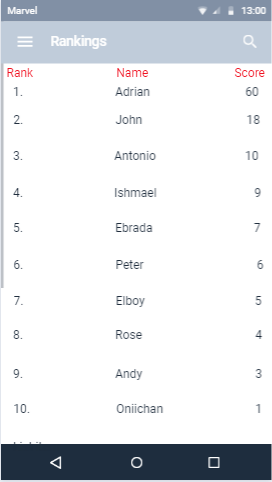 Marvel 13:00
Rankings
Rank Name Score
1. Adrian 60
2. John 18
3. Antonio 10
4. Ishmael 9
5. Ebrada 7
6. Peter 6
7. Elboy 5
8. Rose 4
9. Andy 3
10. Oniichan 1